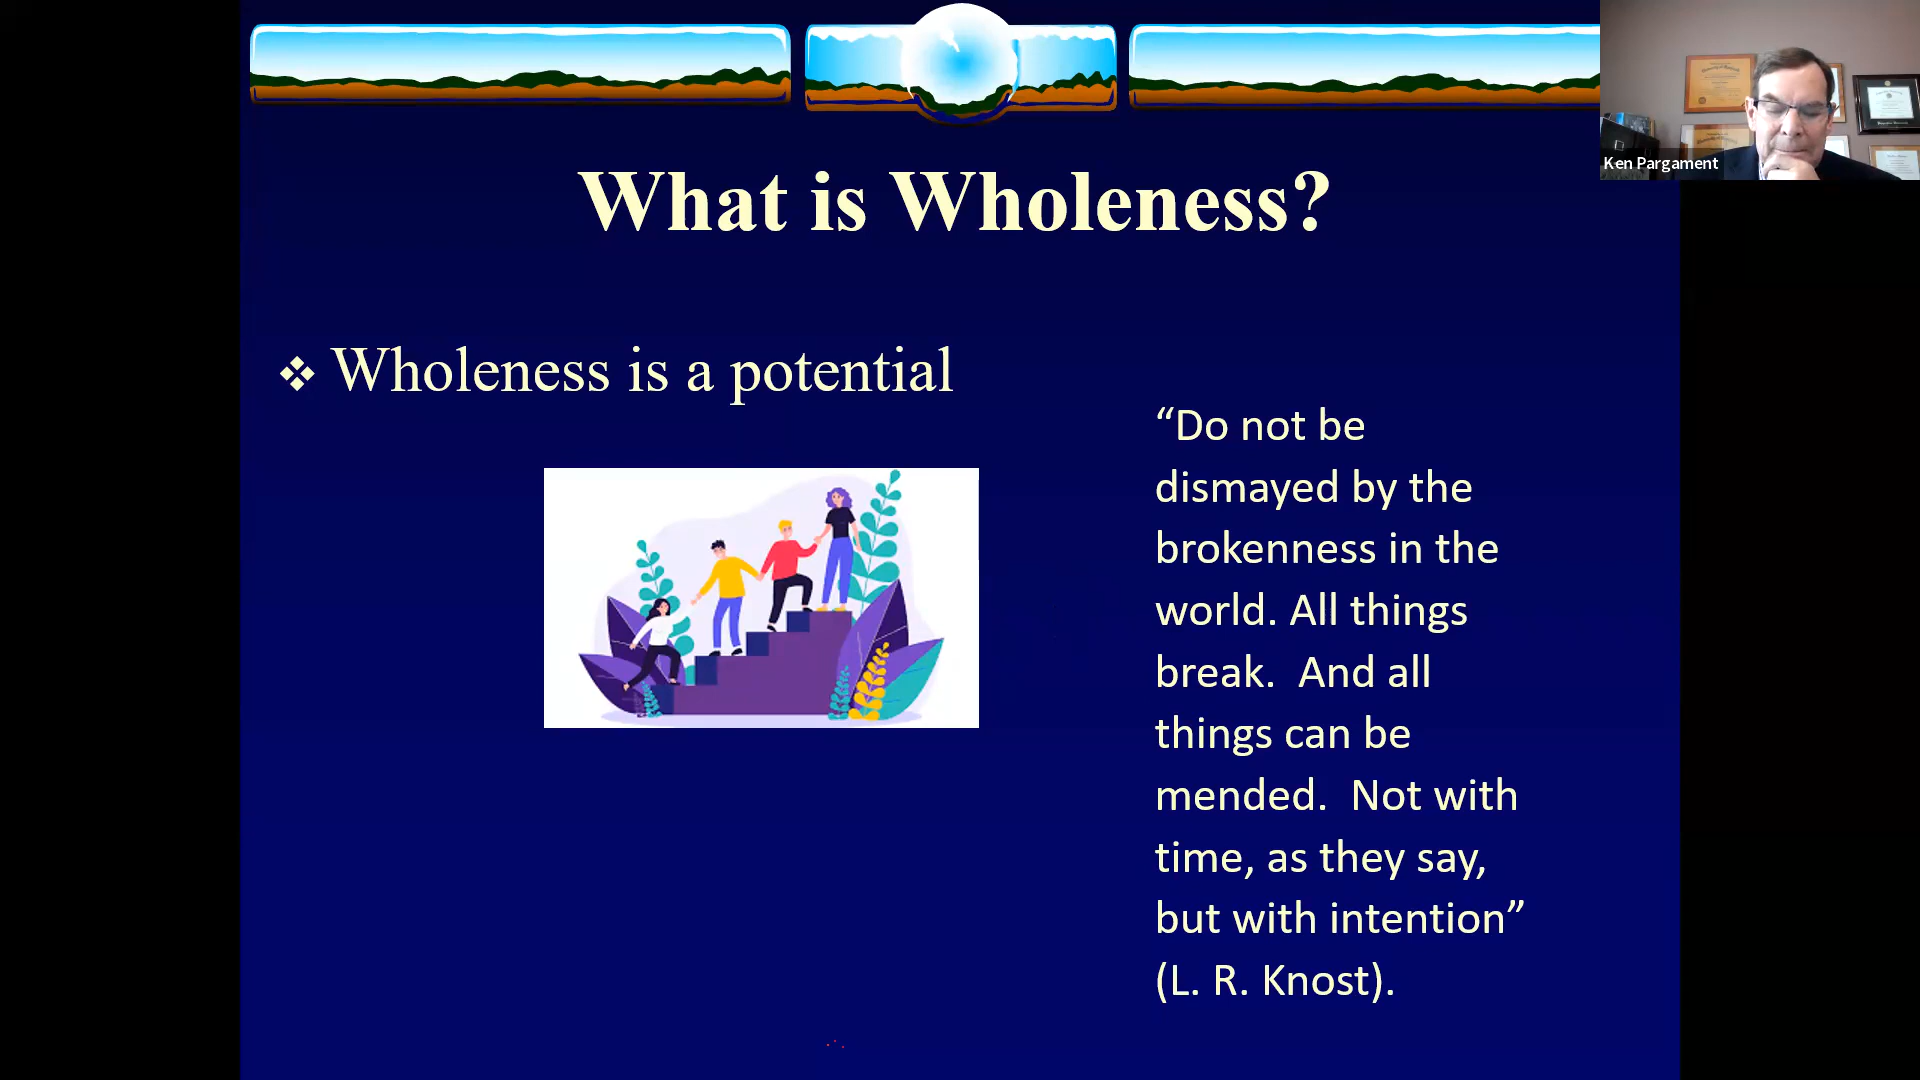 Ken Pargament
What is Wholeness?
❖ Wholeness is a potential
“Do not be
dismayed by the
brokenness in the
world. All things
break.  And all
things can be
mended.  Not with
time, as they say,
but with intention”
(L. R. Knost).